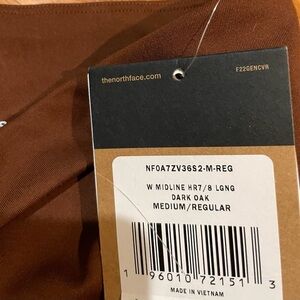 thenorthface.com
F22GENCVR
NF0A7ZV36S2-M-REG
W MIDLINE HR7/8 LGNG
DARK OAK
MEDIUM/REGULAR
1 96010 72151 3
MADE IN VIETNAM